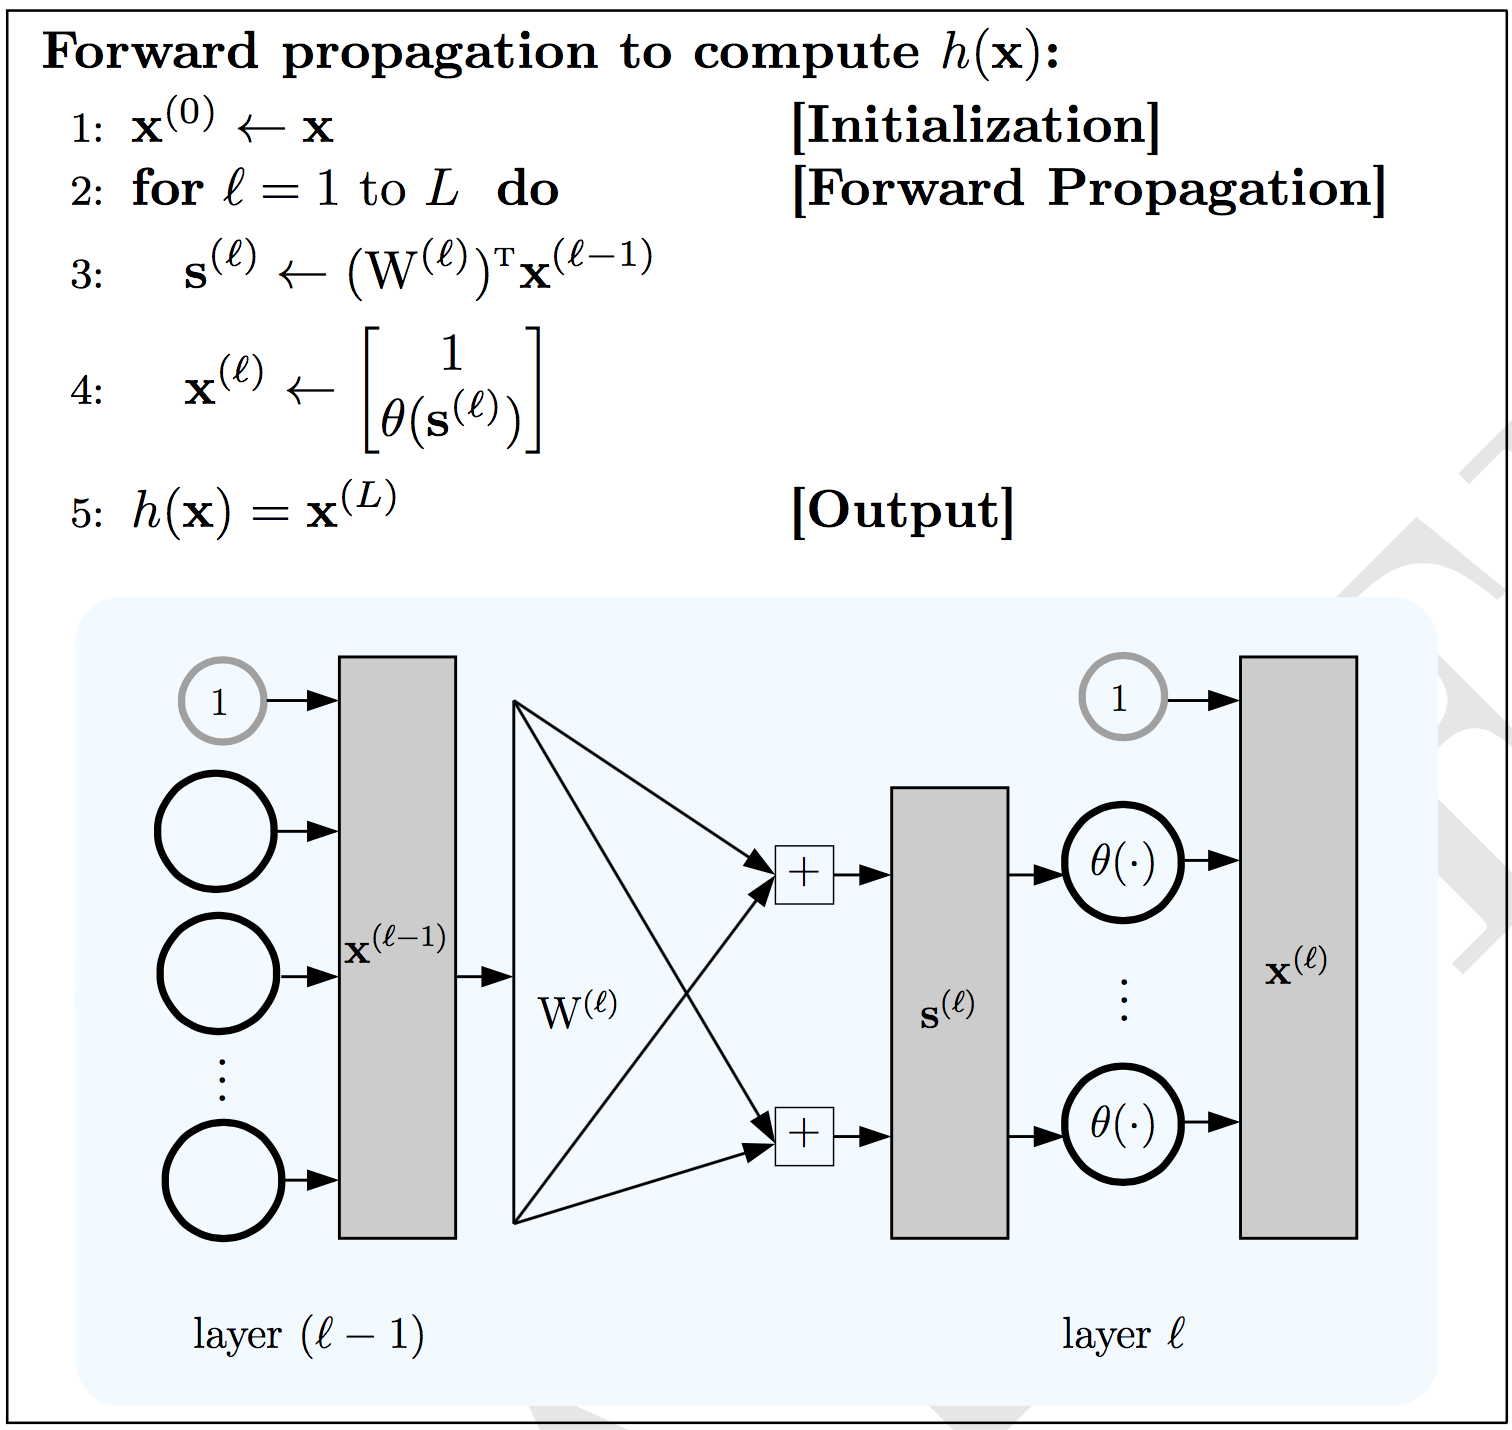 Forward propagation to compute h(x):
1: x^(0) ← x [Initialization]
2: for ℓ = 1 to L do [Forward Propagation]
3: s^(ℓ) ← (W^(ℓ))^T x^(ℓ−1)
4: x^(ℓ) ← [ 1
θ(s^(ℓ)) ]
5: h(x) = x^(L) [Output]
1 1
θ(·)
+
x^(ℓ−1) W^(ℓ) s^(ℓ) ⋮ x^(ℓ)
⋮
+ θ(·)
layer (ℓ − 1) layer ℓ